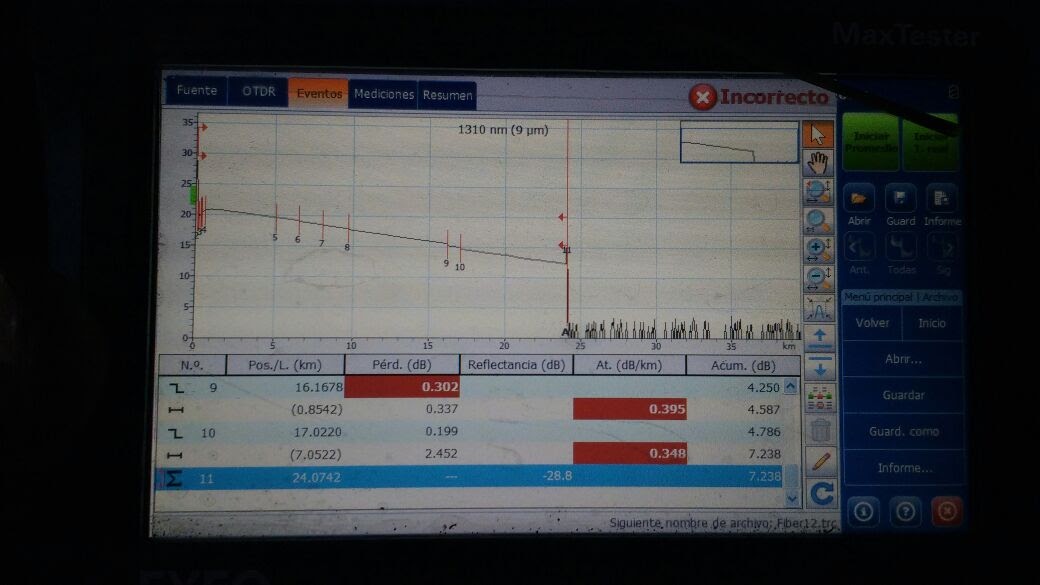 MaxTester
Fuente OTDR Eventos Mediciones Resumen Incorrecto
1310 nm (9 µm)
35
30
25
20
15
10
5
0
5 6 7 8 9 10 11
A
0 5 10 15 20 25 30 35 km
N.º. Pos./L. (km) Pérd. (dB) Reflectancia (dB) At. (dB/km) Acum. (dB)
9 16.1678 0.302 4.250
(0.8542) 0.337 0.395 4.587
10 17.0220 0.199 4.786
(7.0522) 2.452 0.348 7.238
11 24.0742 --- -28.8 7.238
Siguiente nombre de archivo: Fiber12.trc
Iniciar
Promedio
Abrir Guard Informe
Ant. Todas Sig
Menú principal | Archivo
Volver Inicio
Abrir...
Guardar
Guard. como
Informe...
EXFO